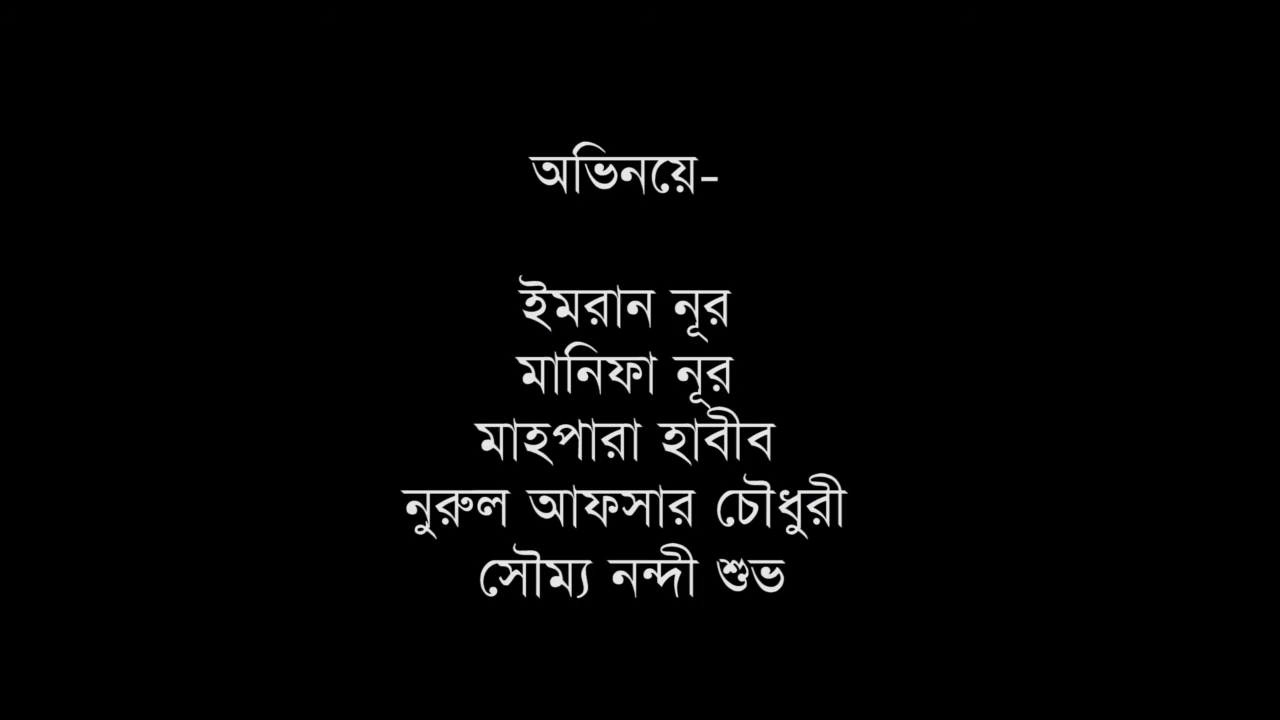 অভিনয়ে-
ইমরান নূর
মানিফা নূর
মাহপারা হাবীব
নুরুল আফসার চৌধুরী
সৌম্য নন্দী শুভ